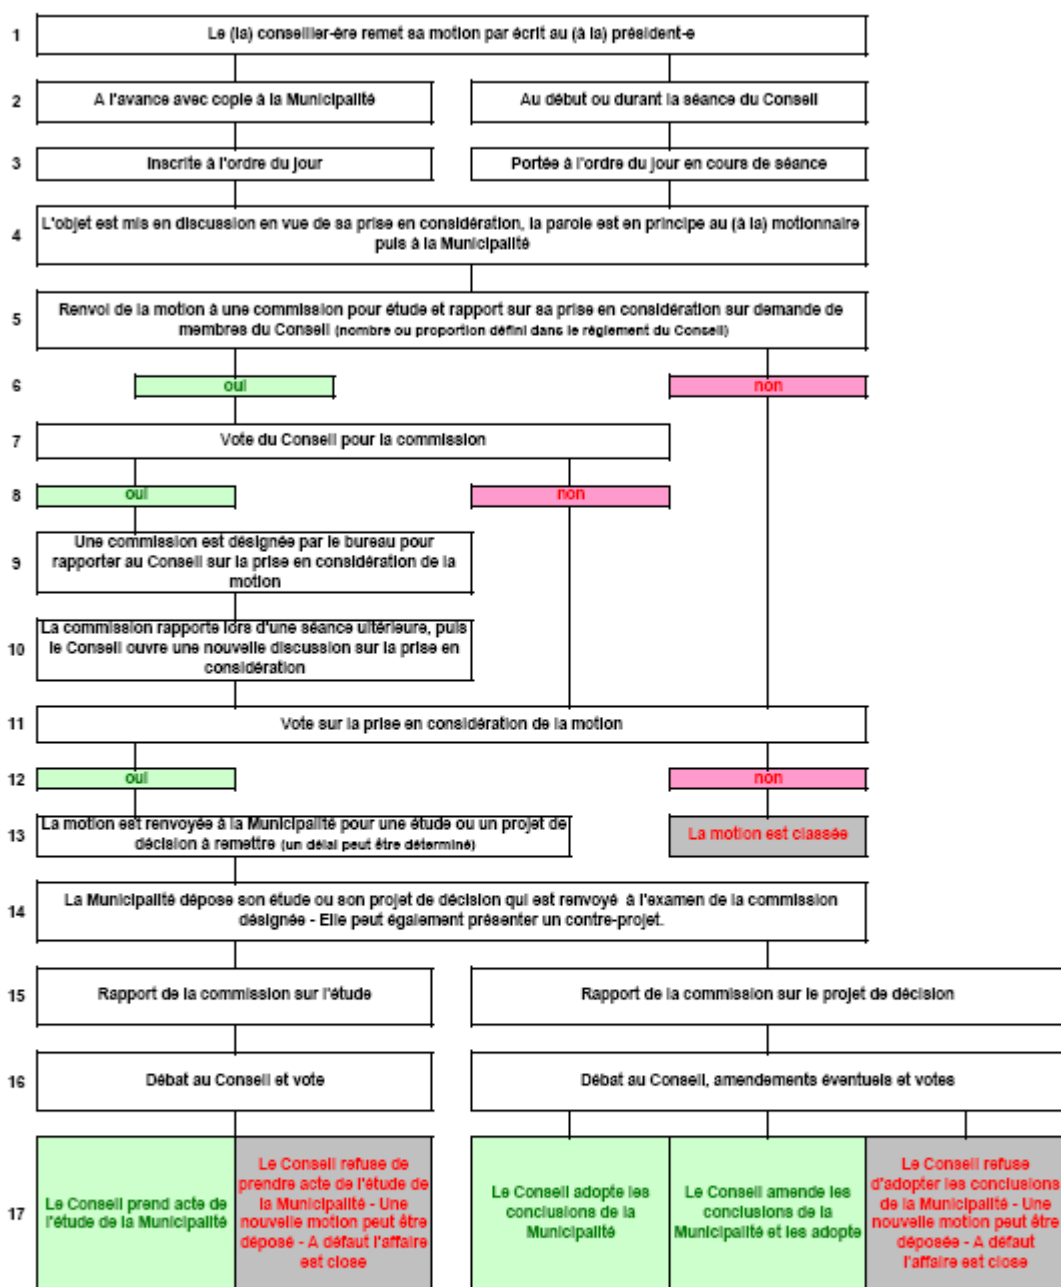 1
Le (la) conseiller-ère remet sa motion par écrit au (à la) président-e
2
A l'avance avec copie à la Municipalité
Au début ou durant la séance du Conseil
3
Inscrite à l'ordre du jour
Portée à l'ordre du jour en cours de séance
4
L'objet est mis en discussion en vue de sa prise en considération, la parole est en principe au (à la) motionnaire
puis à la Municipalité
5
Renvoi de la motion à une commission pour étude et rapport sur sa prise en considération sur demande de
membres du Conseil (nombre ou proportion défini dans le règlement du Conseil)
6
oui
non
7
Vote du Conseil pour la commission
8
oui
non
9
Une commission est désignée par le bureau pour
rapporter au Conseil sur la prise en considération de la
motion
10
La commission rapporte lors d'une séance ultérieure, puis
le Conseil ouvre une nouvelle discussion sur la prise en
considération
11
Vote sur la prise en considération de la motion
12
oui
non
13
La motion est renvoyée à la Municipalité pour une étude ou un projet de
décision à remettre (un délai peut être déterminé)
La motion est classée
14
La Municipalité dépose son étude ou son projet de décision qui est renvoyé à l'examen de la commission
désignée - Elle peut également présenter un contre-projet.
15
Rapport de la commission sur l'étude
Rapport de la commission sur le projet de décision
16
Débat au Conseil et vote
Débat au Conseil, amendements éventuels et votes
17
Le Conseil prend acte de
l'étude de la Municipalité
Le Conseil refuse de
prendre acte de l'étude de
la Municipalité - Une
nouvelle motion peut être
déposé - A défaut l'affaire
est close
Le Conseil adopte les
conclusions de la
Municipalité
Le Conseil amende les
conclusions de la
Municipalité et les adopte
Le Conseil refuse
d'adopter les conclusions
de la Municipalité - Une
nouvelle motion peut être
déposée - A défaut
l'affaire est close